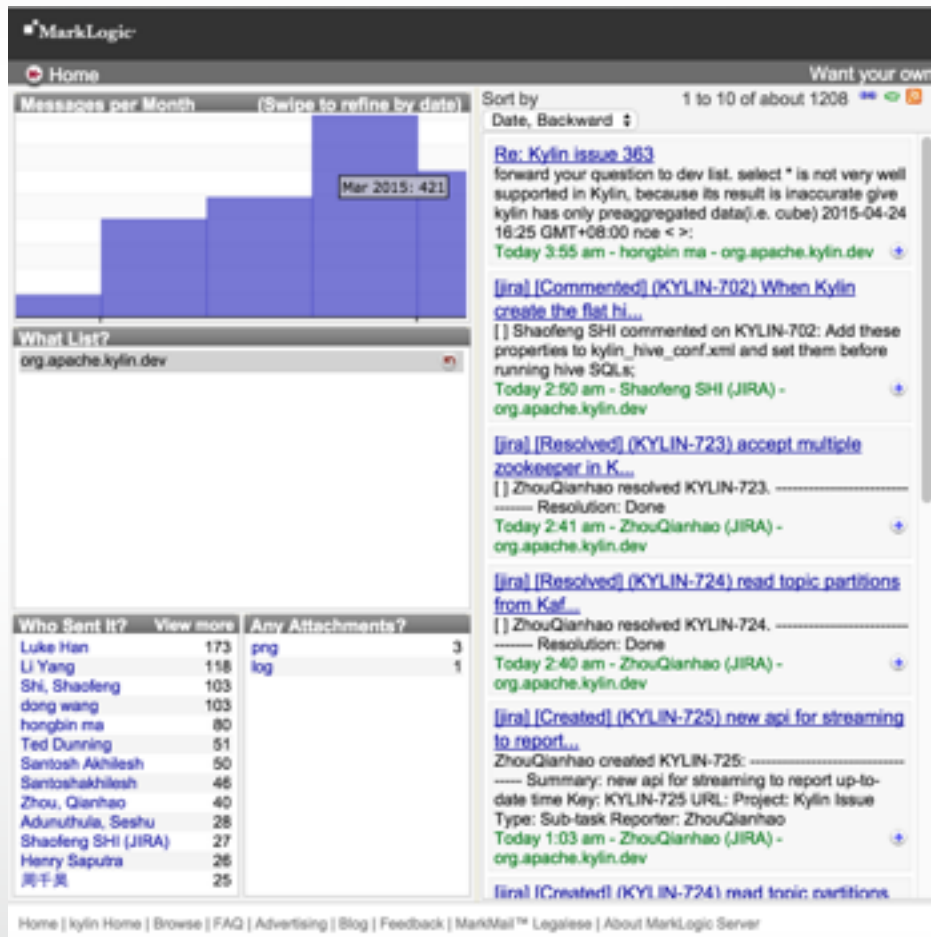 MarkLogic
Home
Want your own
Messages per Month (Swipe to refine by date)
Mar 2015: 421
What List?
org.apache.kylin.dev
Who Sent It? View more
Luke Han 173
Li Yang 118
Shi, Shaofeng 103
dong wang 103
hongbin ma 80
Ted Dunning 51
Santosh Akhilesh 50
Santoshakhilesh 46
Zhou, Qianhao 40
Adunuthula, Seshu 28
Shaofeng SHI (JIRA) 27
Henry Saputra 26
周千昊 25
Any Attachments?
png 3
log 1
Sort by
1 to 10 of about 1208
Date, Backward
Re: Kylin issue 363
forward your question to dev list. select * is not very well
supported in Kylin, because its result is inaccurate give
kylin has only preaggregated data(i.e. cube) 2015-04-24
16:25 GMT+08:00 noe < >:
Today 3:55 am - hongbin ma - org.apache.kylin.dev
[jira] [Commented] (KYLIN-702) When Kylin
create the flat hi...
[ ] Shaofeng SHI commented on KYLIN-702: Add these
properties to kylin_hive_conf.xml and set them before
running hive SQLs;
Today 2:50 am - Shaofeng SHI (JIRA) -
org.apache.kylin.dev
[jira] [Resolved] (KYLIN-723) accept multiple
zookeeper in K...
[ ] ZhouQianhao resolved KYLIN-723. --------------------------
-------- Resolution: Done
Today 2:41 am - ZhouQianhao (JIRA) -
org.apache.kylin.dev
[jira] [Resolved] (KYLIN-724) read topic partitions
from Kaf...
[ ] ZhouQianhao resolved KYLIN-724. --------------------------
-------- Resolution: Done
Today 2:40 am - ZhouQianhao (JIRA) -
org.apache.kylin.dev
[jira] [Created] (KYLIN-725) new api for streaming
to report...
ZhouQianhao created KYLIN-725: -----------------------------
----- Summary: new api for streaming to report up-to-
date time Key: KYLIN-725 URL: Project: Kylin Issue
Type: Sub-task Reporter: ZhouQianhao
Today 1:03 am - ZhouQianhao (JIRA) -
org.apache.kylin.dev
[jira] [Created] (KYLIN-724) read topic partitions
Home | kylin Home | Browse | FAQ | Advertising | Blog | Feedback | MarkMail™ Legalese | About MarkLogic Server